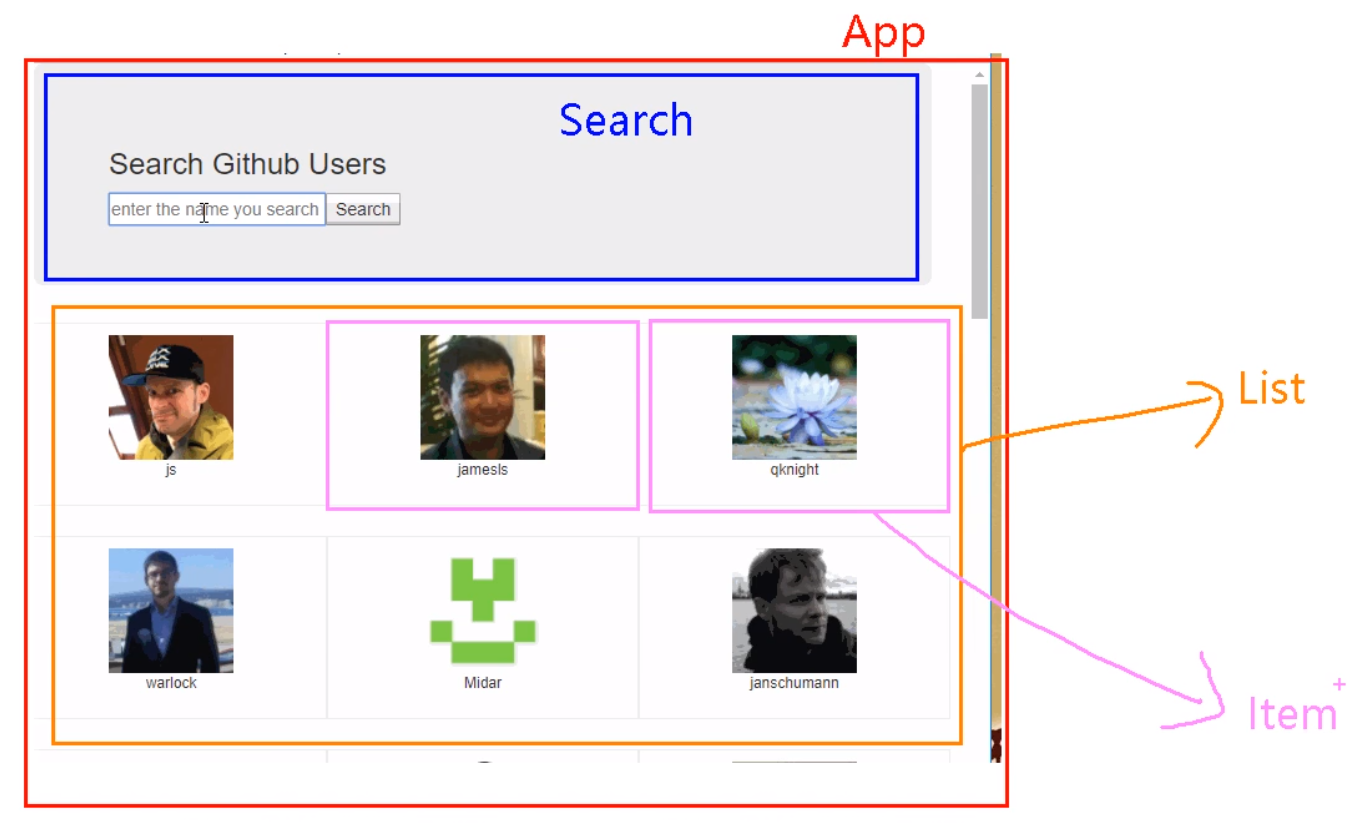 App
Search
Search Github Users
enter the name you search Search
List
js jamesls qknight
Item
warlock Midar janschumann